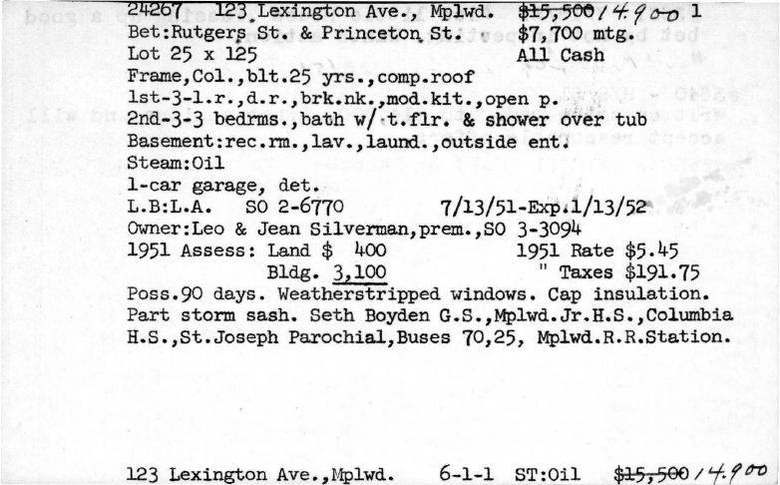 24267 123 Lexington Ave., Mplwd. $15,500 14.900 1
Bet:Rutgers St. & Princeton St. $7,700 mtg.
Lot 25 x 125 All Cash
Frame,Col.,blt.25 yrs.,comp.roof
1st-3-l.r.,d.r.,brk.nk.,mod.kit.,open p.
2nd-3-3 bedrms.,bath w/ t.flr. & shower over tub
Basement:rec.rm.,lav.,laund.,outside ent.
Steam:Oil
1-car garage, det.
L.B:L.A. SO 2-6770 7/13/51-Exp.1/13/52
Owner:Leo & Jean Silverman,prem.,SO 3-3094
1951 Assess: Land $ 400 1951 Rate $5.45
Bldg. 3,100 " Taxes $191.75
Poss.90 days. Weatherstripped windows. Cap insulation.
Part storm sash. Seth Boyden G.S.,Mplwd.Jr.H.S.,Columbia
H.S.,St.Joseph Parochial,Buses 70,25, Mplwd.R.R.Station.
123 Lexington Ave.,Mplwd. 6-1-1 ST:Oil $15,500 14.900